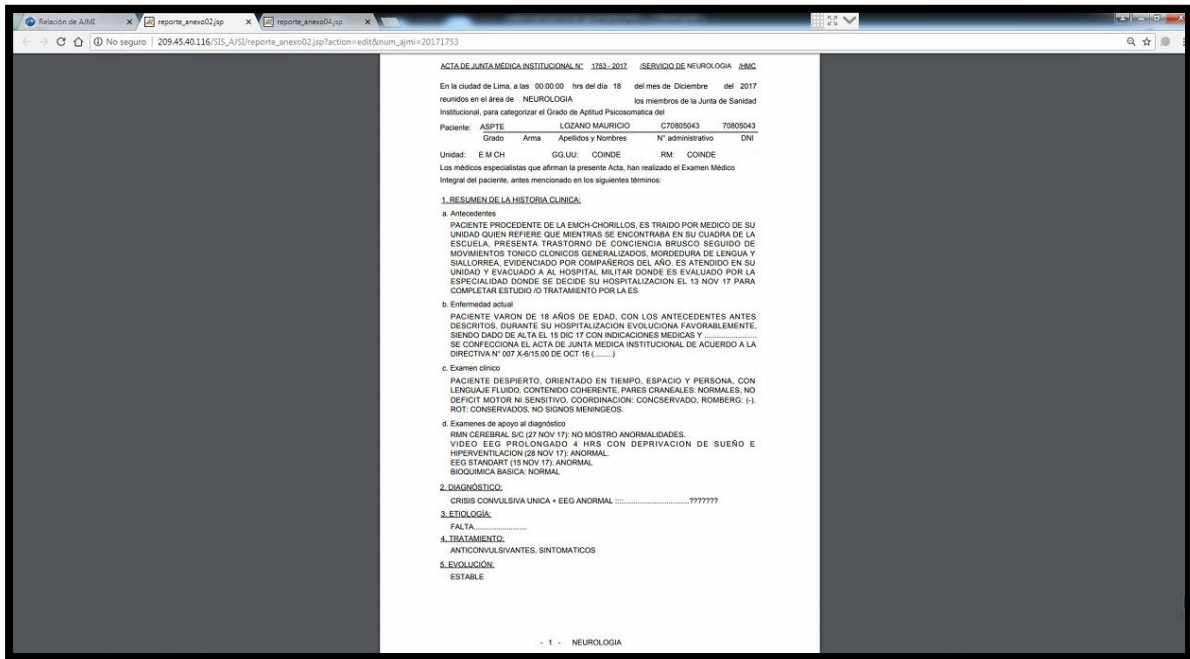 Relación de AJMI
reporte_anexo02.jsp
reporte_anexo04.jsp
No seguro | 209.45.40.116/SIS_AJSI/reporte_anexo02.jsp?action=edit&num_ajmi=20171753
ACTA DE JUNTA MÉDICA INSTITUCIONAL N° 1753 - 2017 /SERVICIO DE NEUROLOGIA /HMC
En la ciudad de Lima, a las 00:00:00 hrs del día 18 del mes de Diciembre del 2017
reunidos en el área de NEUROLOGIA los miembros de la Junta de Sanidad
Institucional, para categorizar el Grado de Aptitud Psicosomatica del
Paciente: ASPTE LOZANO MAURICIO C70805043 70805043
Grado Arma Apellidos y Nombres N° administrativo DNI
Unidad: E M CH GG.UU: COINDE RM: COINDE
Los médicos especialistas que afirman la presente Acta, han realizado el Examen Médico
Integral del paciente, antes mencionado en los siguientes términos:
1. RESUMEN DE LA HISTORIA CLINICA:
a. Antecedentes
PACIENTE PROCEDENTE DE LA EMCH-CHORILLOS, ES TRAIDO POR MEDICO DE SU
UNIDAD QUIEN REFIERE QUE MIENTRAS SE ENCONTRABA EN SU CUADRA DE LA
ESCUELA, PRESENTA TRASTORNO DE CONCIENCIA BRUSCO SEGUIDO DE
MOVIMIENTOS TONICO CLONICOS GENERALIZADOS, MORDEDURA DE LENGUA Y
SIALLORREA, EVIDENCIADO POR COMPAÑEROS DEL AÑO. ES ATENDIDO EN SU
UNIDAD Y EVACUADO A AL HOSPITAL MILITAR DONDE ES EVALUADO POR LA
ESPECIALIDAD DONDE SE DECIDE SU HOSPITALIZACION EL 13 NOV 17 PARA
COMPLETAR ESTUDIO /O TRATAMIENTO POR LA ES
b. Enfermedad actual
PACIENTE VARON DE 18 AÑOS DE EDAD, CON LOS ANTECEDENTES ANTES
DESCRITOS, DURANTE SU HOSPITALIZACION EVOLUCIONA FAVORABLEMENTE,
SIENDO DADO DE ALTA EL 15 DIC 17 CON INDICACIONES MEDICAS Y ..........................
SE CONFECCIONA EL ACTA DE JUNTA MEDICA INSTITUCIONAL DE ACUERDO A LA
DIRECTIVA N° 007 X-6/15.00 DE OCT 16 (.........)
c. Examen clinico
PACIENTE DESPIERTO, ORIENTADO EN TIEMPO, ESPACIO Y PERSONA, CON
LENGUAJE FLUIDO, CONTENIDO COHERENTE, PARES CRANEALES: NORMALES, NO
DEFICIT MOTOR NI SENSITIVO. COORDINACION: CONCSERVADO, ROMBERG: (-).
ROT: CONSERVADOS, NO SIGNOS MENINGEOS.
d. Examenes de apoyo al diagnóstico
RMN CEREBRAL S/C (27 NOV 17): NO MOSTRO ANORMALIDADES.
VIDEO EEG PROLONGADO 4 HRS CON DEPRIVACION DE SUEÑO E
HIPERVENTILACION (28 NOV 17): ANORMAL.
EEG STANDART (15 NOV 17): ANORMAL
BIOQUIMICA BASICA: NORMAL
2. DIAGNÓSTICO:
CRISIS CONVULSIVA UNICA + EEG ANORMAL ::::.................................???????
3. ETIOLOGÍA:
FALTA..........................
4. TRATAMIENTO:
ANTICONVULSIVANTES, SINTOMATICOS
5. EVOLUCIÓN:
ESTABLE
- 1 - NEUROLOGIA